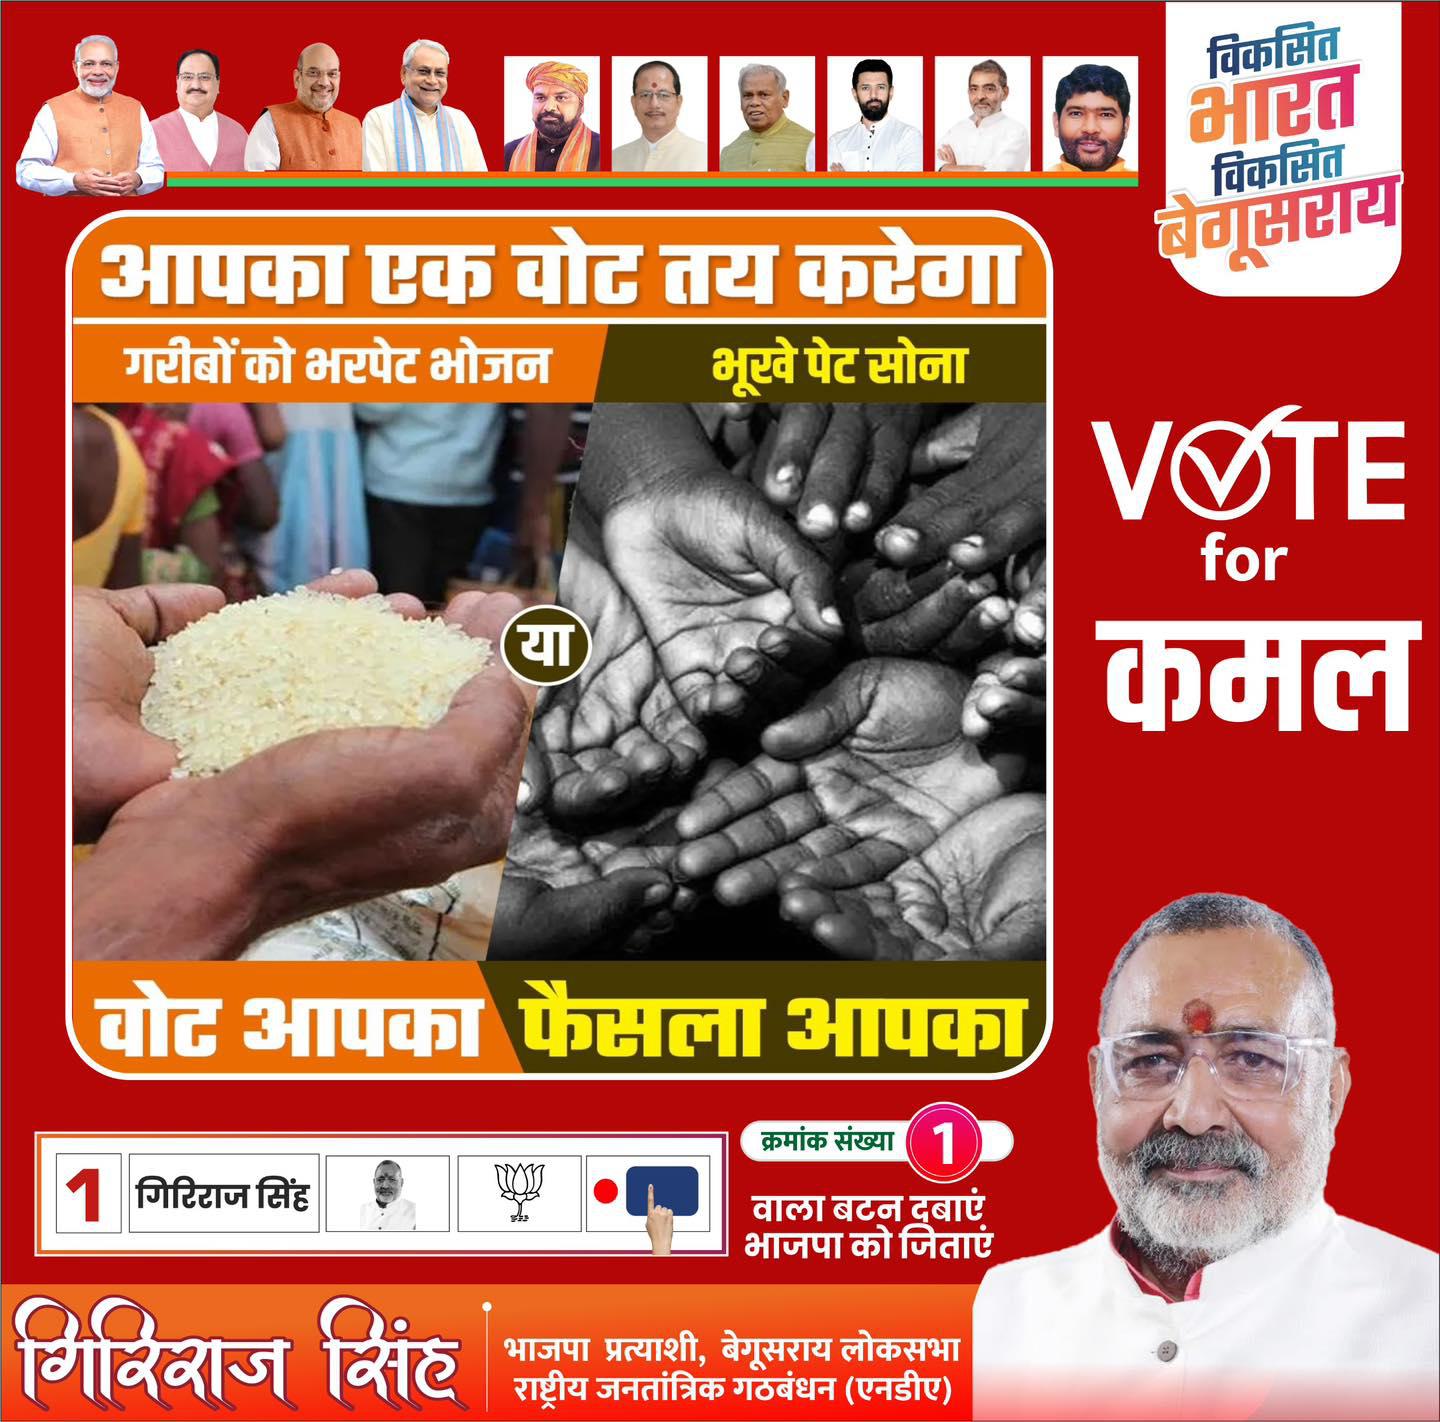 विकसित
भारत
विकसित
बेगूसराय
आपका एक वोट तय करेगा
गरीबों को भरपेट भोजन
भूखे पेट सोना
या
वोट आपका
फैसला आपका
VOTE
for
कमल
1
गिरिराज सिंह
क्रमांक संख्या 1
वाला बटन दबाएं
भाजपा को जिताएं
गिरिराज सिंह
भाजपा प्रत्याशी, बेगूसराय लोकसभा
राष्ट्रीय जनतांत्रिक गठबंधन (एनडीए)